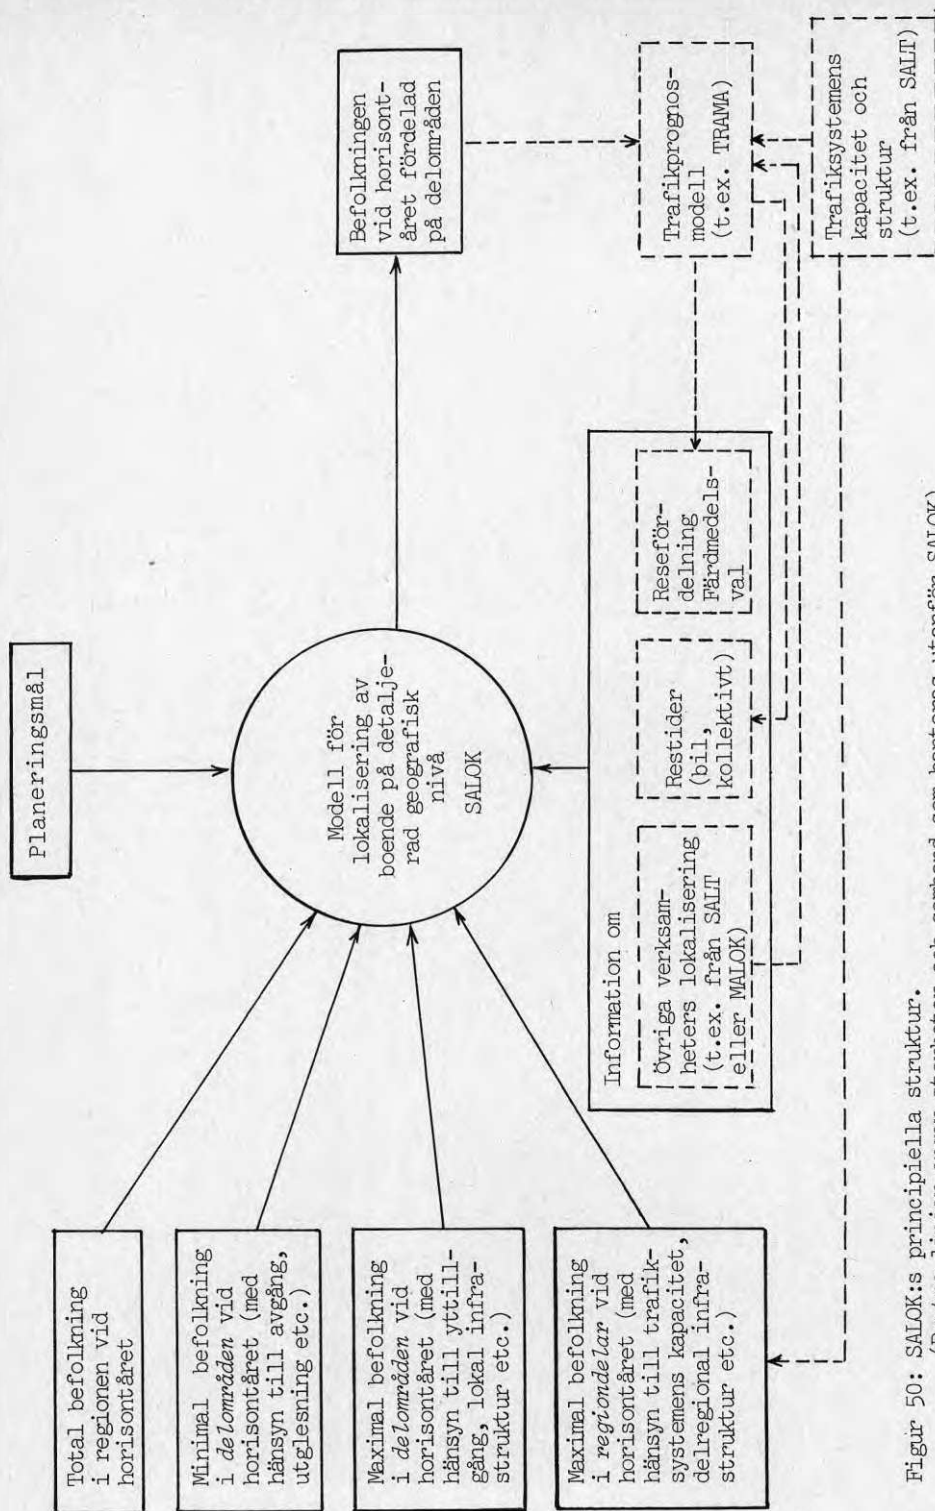 Planeringsmål
Total befolkning
i regionen vid
horisontåret
Minimal befolkning
i delområden vid
horisontåret (med
hänsyn till avgång,
utglesning etc.)
Maximal befolkning
i delområden vid
horisontåret (med
hänsyn till yttill-
gång, lokal infra-
struktur etc.)
Maximal befolkning
i regiondelar vid
horisontåret (med
hänsyn till trafik-
systemens kapacitet,
delregional infra-
struktur etc.)
Modell för
lokalisering av
boende på detalje-
rad geografisk
nivå
SALOK
Befolkningen
vid horisont-
året fördelad
på delområden
Information om
Övriga verksam-
heters lokalisering
(t.ex. från SALT
eller MALOK)
Restider
(bil,
kollektivt)
Reseför-
delning
Färdmedels-
val
Trafikprognos-
modell
(t.ex. TRAMA)
Trafiksystemens
kapacitet och
struktur
(t.ex. från SALT)
Figur 50: SALOK:s principiella struktur.